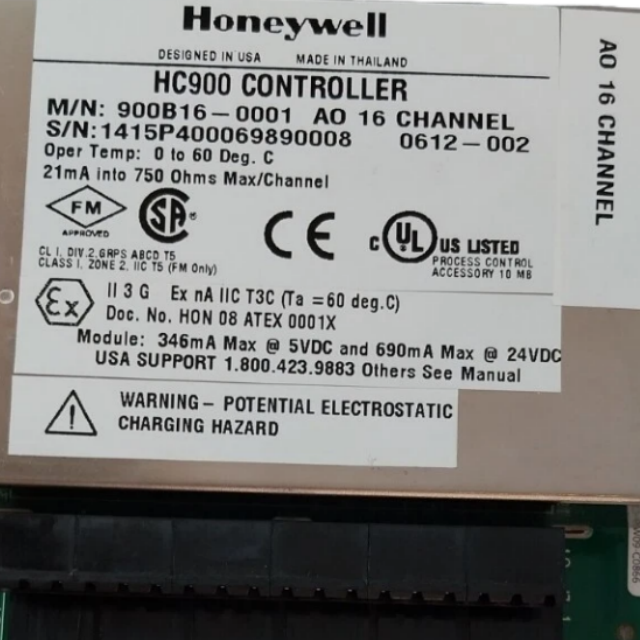 Honeywell
DESIGNED IN USA MADE IN THAILAND
HC900 CONTROLLER
M/N: 900B16-0001 AO 16 CHANNEL
S/N:1415P400069890008 0612-002
Oper Temp: 0 to 60 Deg. C
21mA into 750 Ohms Max/Channel
FM
APPROVED
SA
®
CE
C UL US LISTED
PROCESS CONTROL
ACCESSORY 10 MB
CL I, DIV.2,GRPS ABCD T5
CLASS I, ZONE 2, IIC T5 (FM Only)
Ex
II 3 G Ex nA IIC T3C (Ta =60 deg.C)
Doc. No. HON 08 ATEX 0001X
Module: 346mA Max @ 5VDC and 690mA Max @ 24VDC
USA SUPPORT 1.800.423.9883 Others See Manual
WARNING- POTENTIAL ELECTROSTATIC
CHARGING HAZARD
AO 16 CHANNEL